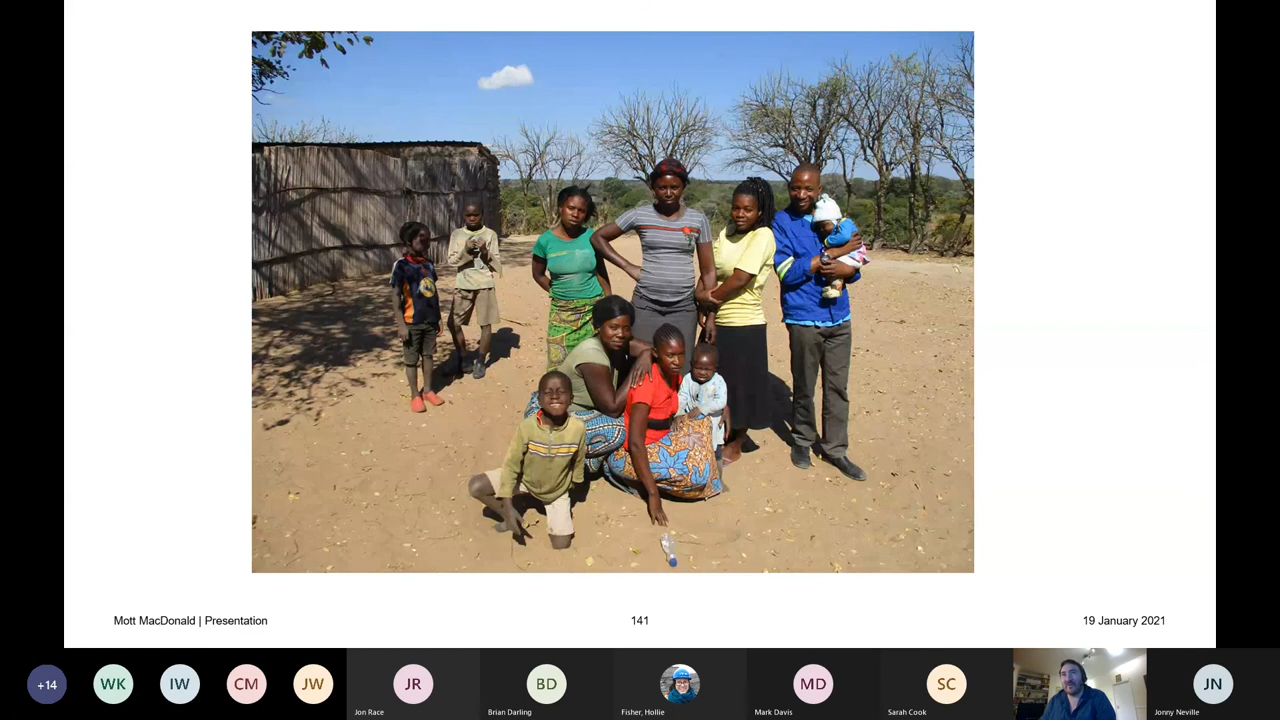 Mott MacDonald | Presentation
141
19 January 2021
+14
WK
IW
CM
JW
JR
Jon Race
BD
Brian Darling
Fisher, Hollie
MD
Mark Davis
SC
Sarah Cook
JN
Jonny Neville